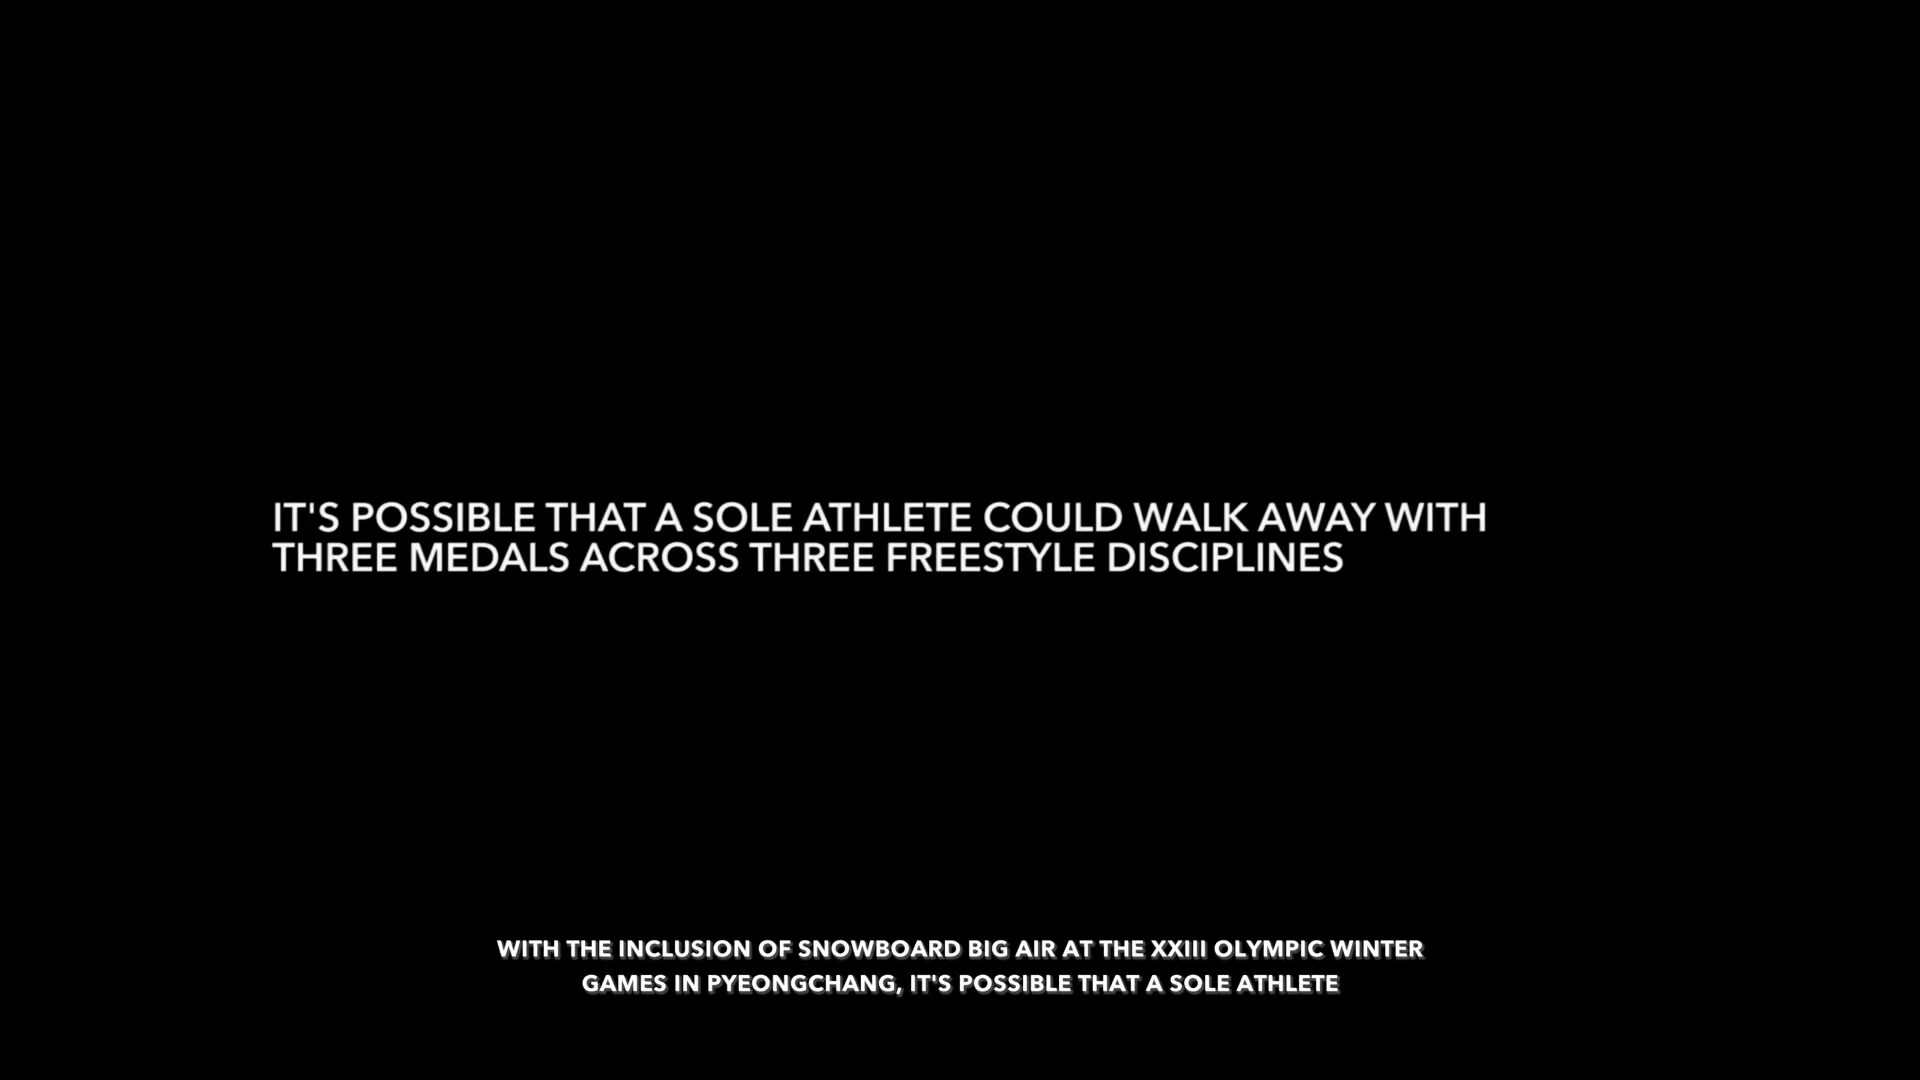 IT'S POSSIBLE THAT A SOLE ATHLETE COULD WALK AWAY WITH
THREE MEDALS ACROSS THREE FREESTYLE DISCIPLINES
WITH THE INCLUSION OF SNOWBOARD BIG AIR AT THE XXIII OLYMPIC WINTER
GAMES IN PYEONGCHANG, IT'S POSSIBLE THAT A SOLE ATHLETE